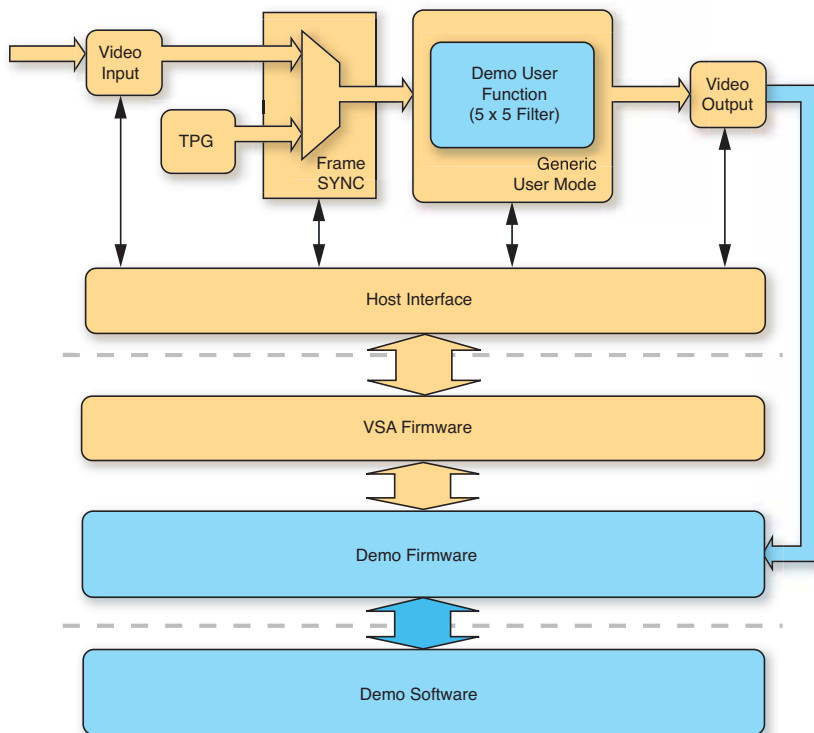 Video
Input
TPG
Frame
SYNC
Demo User
Function
(5 x 5 Filter)
Generic
User Mode
Video
Output
Host Interface
VSA Firmware
Demo Firmware
Demo Software